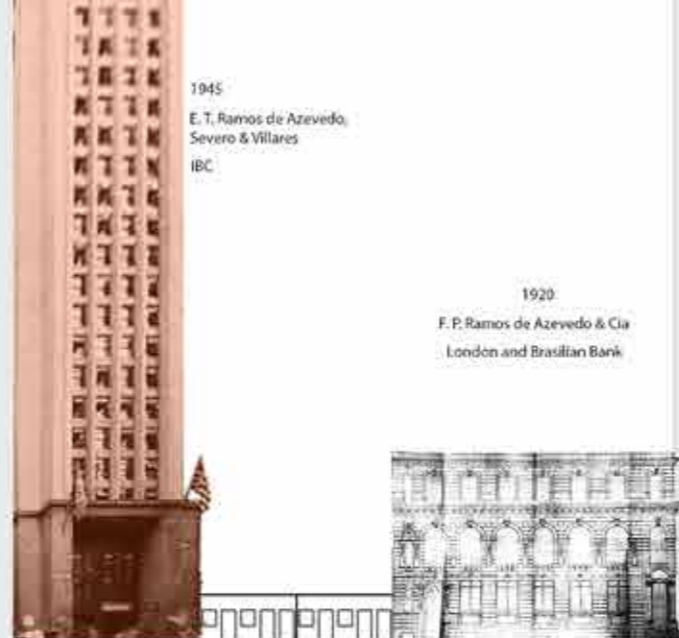 1945
E. T. Ramos de Azevedo,
Severo & Villares
IBC
1920
F. P. Ramos de Azevedo & Cia
London and Brasilian Bank